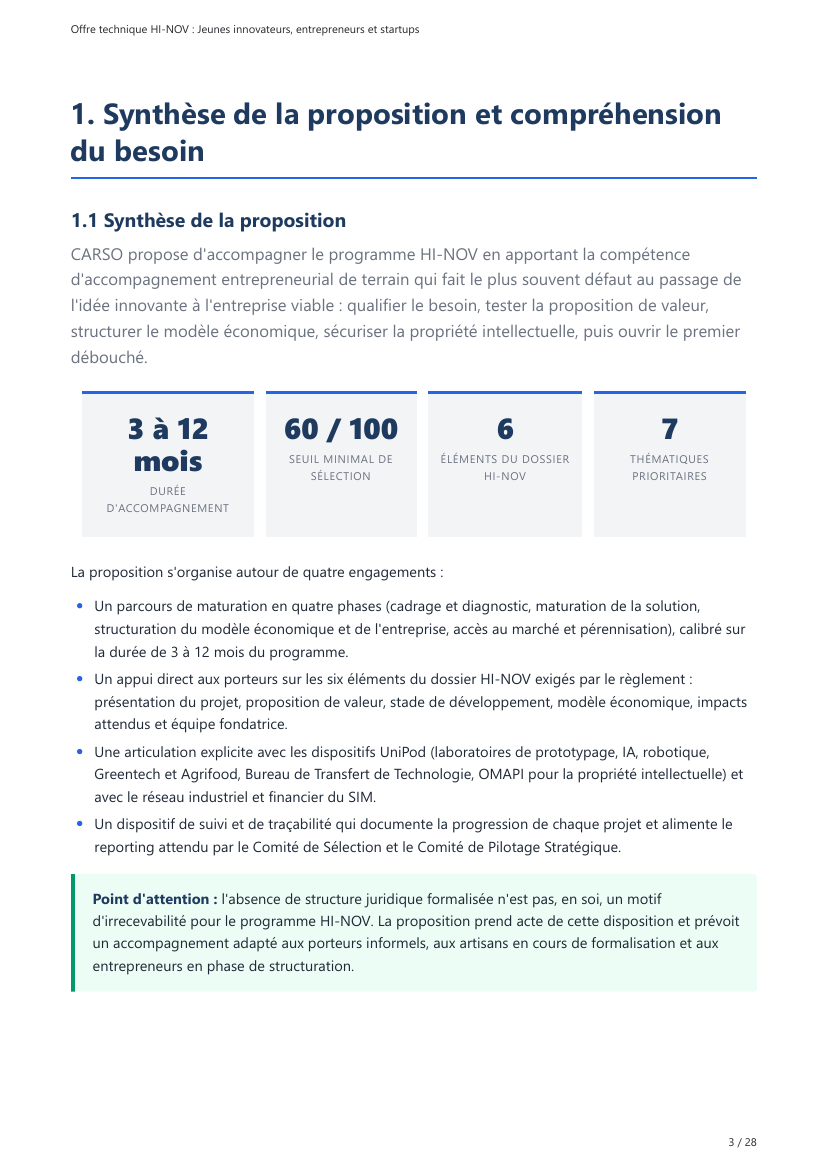 Offre technique HI-NOV : Jeunes innovateurs, entrepreneurs et startups
1. Synthèse de la proposition et compréhension
du besoin
1.1 Synthèse de la proposition
CARSO propose d'accompagner le programme HI-NOV en apportant la compétence
d'accompagnement entrepreneurial de terrain qui fait le plus souvent défaut au passage de
l'idée innovante à l'entreprise viable : qualifier le besoin, tester la proposition de valeur,
structurer le modèle économique, sécuriser la propriété intellectuelle, puis ouvrir le premier
débouché.
3 à 12
mois
DURÉE
D'ACCOMPAGNEMENT
60 / 100
SEUIL MINIMAL DE
SÉLECTION
6
ÉLÉMENTS DU DOSSIER
HI-NOV
7
THÉMATIQUES
PRIORITAIRES
La proposition s'organise autour de quatre engagements :
• Un parcours de maturation en quatre phases (cadrage et diagnostic, maturation de la solution,
structuration du modèle économique et de l'entreprise, accès au marché et pérennisation), calibré sur
la durée de 3 à 12 mois du programme.
• Un appui direct aux porteurs sur les six éléments du dossier HI-NOV exigés par le règlement :
présentation du projet, proposition de valeur, stade de développement, modèle économique, impacts
attendus et équipe fondatrice.
• Une articulation explicite avec les dispositifs UniPod (laboratoires de prototypage, IA, robotique,
Greentech et Agrifood, Bureau de Transfert de Technologie, OMAPI pour la propriété intellectuelle) et
avec le réseau industriel et financier du SIM.
• Un dispositif de suivi et de traçabilité qui documente la progression de chaque projet et alimente le
reporting attendu par le Comité de Sélection et le Comité de Pilotage Stratégique.
Point d'attention : l'absence de structure juridique formalisée n'est pas, en soi, un motif
d'irrecevabilité pour le programme HI-NOV. La proposition prend acte de cette disposition et prévoit
un accompagnement adapté aux porteurs informels, aux artisans en cours de formalisation et aux
entrepreneurs en phase de structuration.
3 / 28